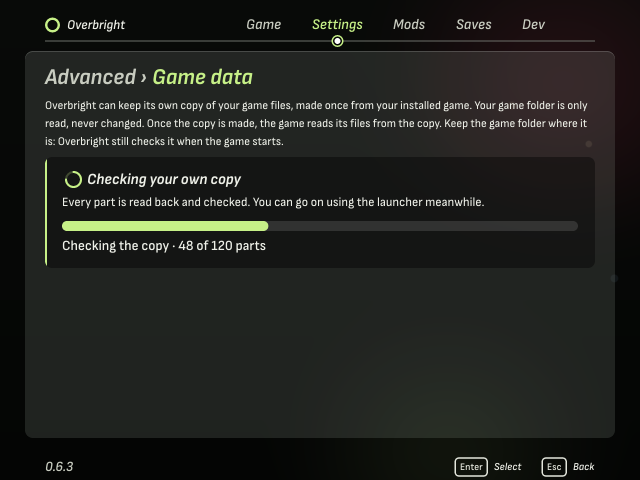 Overbright
Game Settings Mods Saves Dev
Advanced › Game data
Overbright can keep its own copy of your game files, made once from your installed game. Your game folder is only
read, never changed. Once the copy is made, the game reads its files from the copy. Keep the game folder where it
is: Overbright still checks it when the game starts.
Checking your own copy
Every part is read back and checked. You can go on using the launcher meanwhile.
Checking the copy · 48 of 120 parts
0.6.3
Enter Select Esc Back